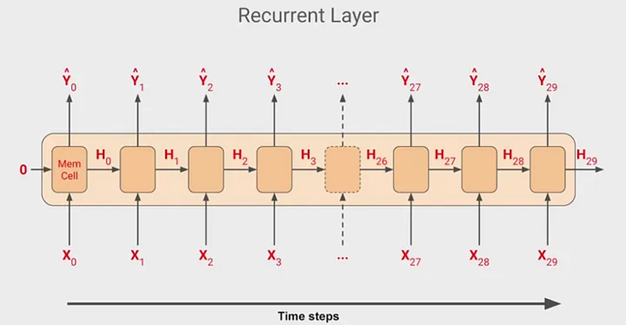 Recurrent Layer
Ŷ0 Ŷ1 Ŷ2 Ŷ3 ... Ŷ27 Ŷ28 Ŷ29
0 Mem Cell H0 H1 H2 H3 H26 H27 H28 H29
X0 X1 X2 X3 ... X27 X28 X29
Time steps